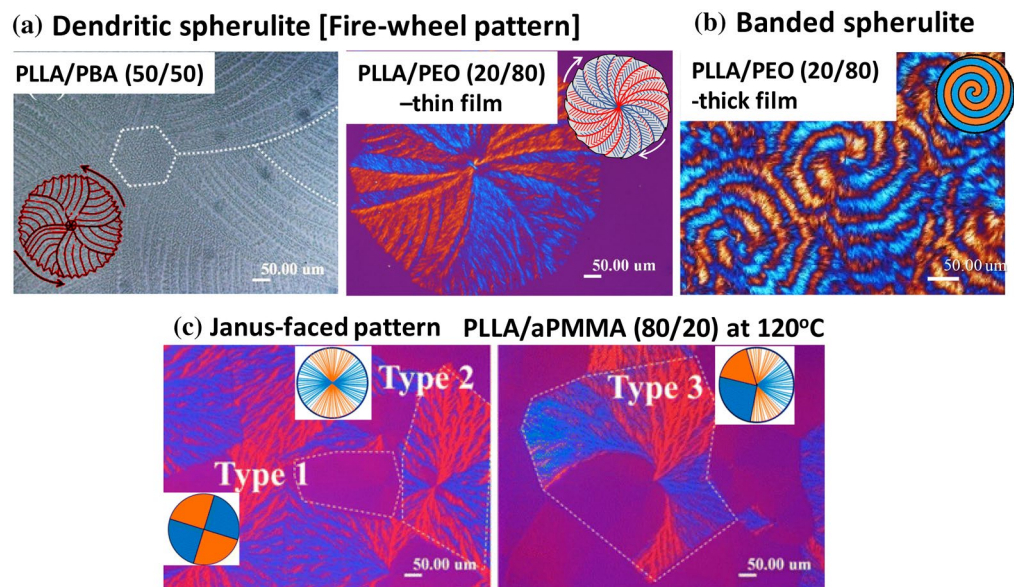 (a) Dendritic spherulite [Fire-wheel pattern]
(b) Banded spherulite
PLLA/PBA (50/50)
50.00 um
PLLA/PEO (20/80)
–thin film
50.00 um
PLLA/PEO (20/80)
-thick film
50.00 um
(c) Janus-faced pattern PLLA/aPMMA (80/20) at 120°C
Type 2
Type 1
50.00 um
Type 3
50.00 um